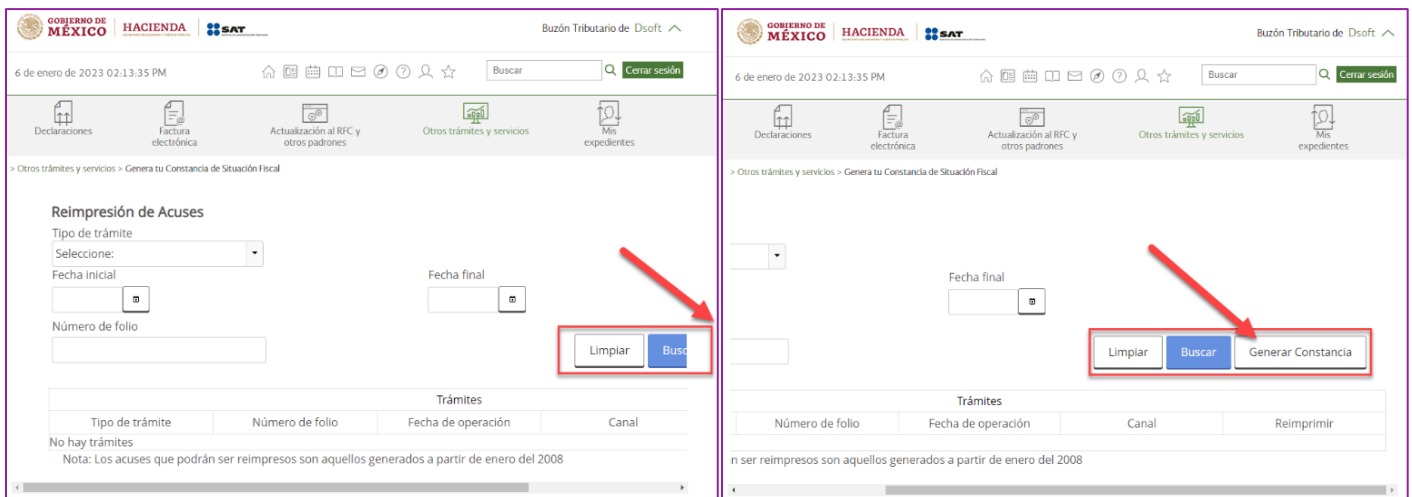 GOBIERNO DE
MÉXICO
HACIENDA
SAT
Buzón Tributario de Dsoft
6 de enero de 2023 02:13:35 PM
Buscar
Cerrar sesión
Declaraciones
Factura
electrónica
Actualización al RFC y
otros padrones
Otros trámites y servicios
Mis
expedientes
> Otros trámites y servicios > Genera tu Constancia de Situación Fiscal
Reimpresión de Acuses
Tipo de trámite
Seleccione:
Fecha inicial
Fecha final
Número de folio
Limpiar
Busc
Trámites
Tipo de trámite Número de folio Fecha de operación Canal
No hay trámites
Nota: Los acuses que podrán ser reimpresos son aquellos generados a partir de enero del 2008
GOBIERNO DE
MÉXICO
HACIENDA
SAT
Buzón Tributario de Dsoft
6 de enero de 2023 02:13:35 PM
Buscar
Cerrar sesión
Declaraciones
Factura
electrónica
Actualización al RFC y
otros padrones
Otros trámites y servicios
Mis
expedientes
> Otros trámites y servicios > Genera tu Constancia de Situación Fiscal
Fecha final
Limpiar
Buscar
Generar Constancia
Trámites
Número de folio Fecha de operación Canal Reimprimir
n ser reimpresos son aquellos generados a partir de enero del 2008